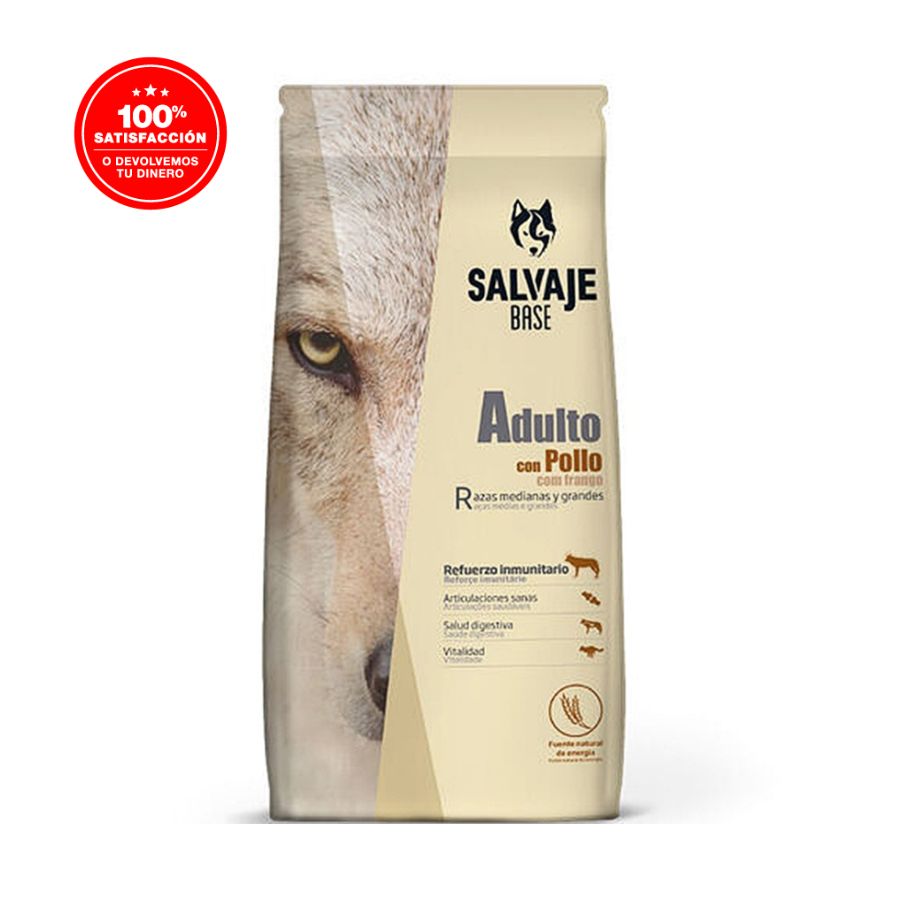 100%
SATISFACCIÓN
O DEVOLVEMOS
TU DINERO
SALVAJE
BASE
Adulto
con Pollo
com frango
Razas medianas y grandes
Raças médias e grandes
Refuerzo inmunitario
Reforço imunitário
Articulaciones sanas
Articulações saudáveis
Salud digestiva
Saúde digestiva
Vitalidad
Vitalidade
Fuente natural
de energía